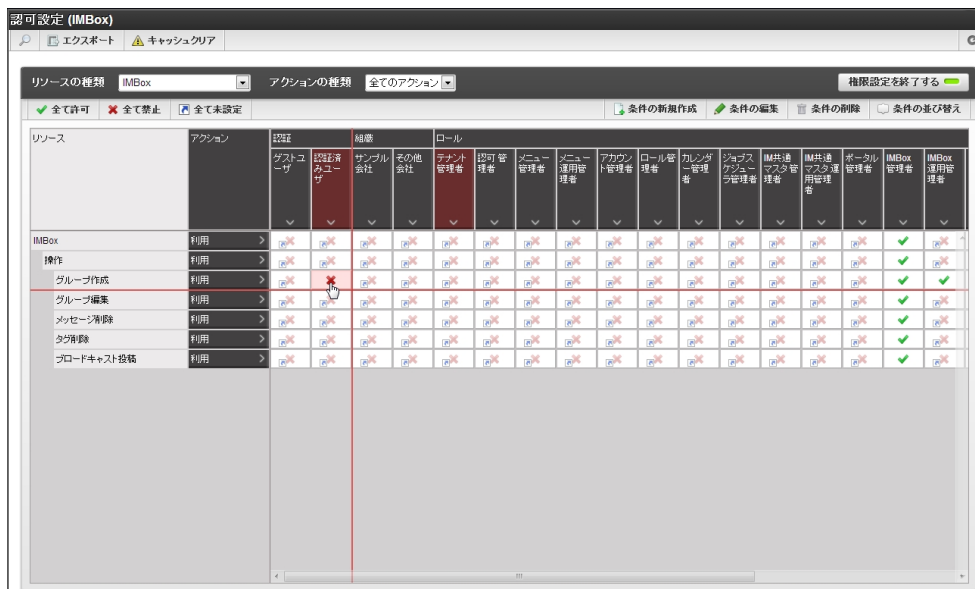 認可設定 (IMBox)
エクスポート キャッシュクリア
リソースの種類 IMBox アクションの種類 全てのアクション 権限設定を終了する
全て許可 全て禁止 全て未設定 条件の新規作成 条件の編集 条件の削除 条件の並び替え
リソース アクション 認証 組織 ロール
ゲストユ 認証済 サンプル その他 テナント 認可管 メニュー メニュー アカウン ロール管 カレンダ ジョブス IM共通 IM共通 ポータル IMBox IMBox
ーザ みユー 会社 会社 管理者 理者 管理者 運用管 ト管理者 理者 ー管理 ケジュー マスタ管 マスタ運 管理者 管理者 運用管
ザ 理者 者 ラ管理者 理者 用管理 理者
者
IMBox 利用
操作 利用
グループ作成 利用
グループ編集 利用
メッセージ削除 利用
タグ削除 利用
ブロードキャスト投稿 利用